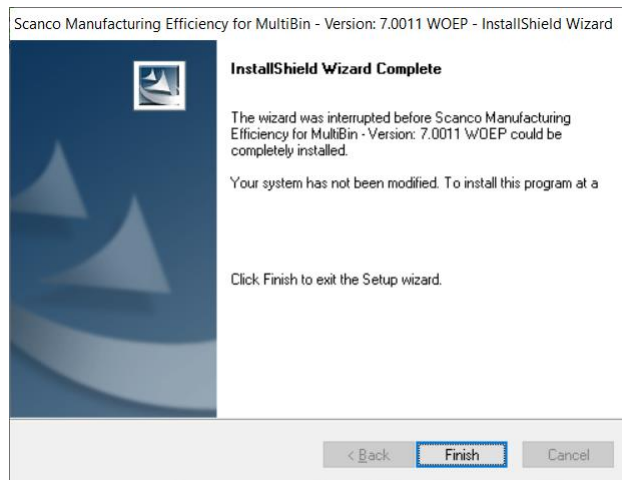 Scanco Manufacturing Efficiency for MultiBin - Version: 7.0011 WOEP - InstallShield Wizard
InstallShield Wizard Complete
The wizard was interrupted before Scanco Manufacturing
Efficiency for MultiBin - Version: 7.0011 WOEP could be
completely installed.
Your system has not been modified. To install this program at a
Click Finish to exit the Setup wizard.
< Back
Finish
Cancel